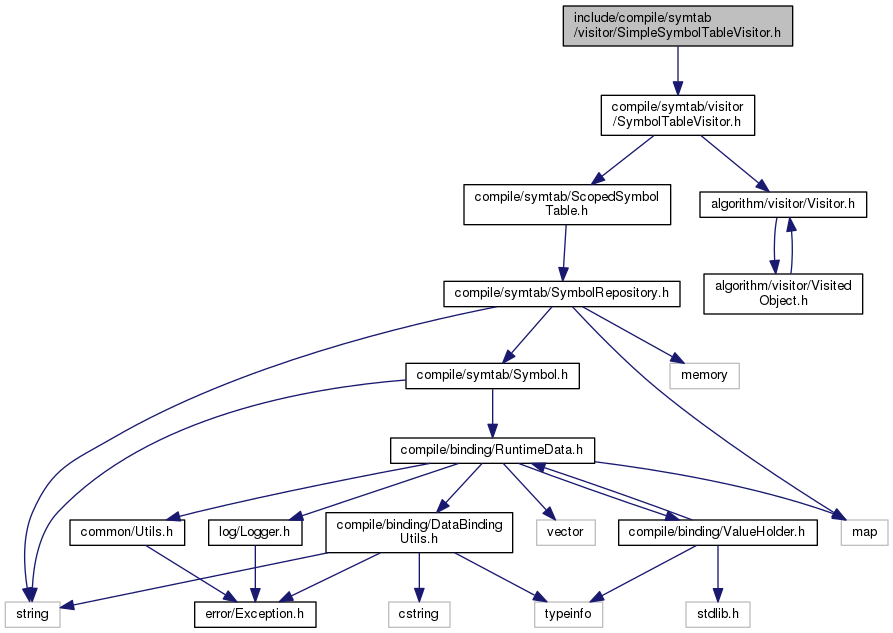 include/compile/symtab
/visitor/SimpleSymbolTableVisitor.h
compile/symtab/visitor
/SymbolTableVisitor.h
compile/symtab/ScopedSymbol
Table.h
algorithm/visitor/Visitor.h
compile/symtab/SymbolRepository.h
algorithm/visitor/Visited
Object.h
compile/symtab/Symbol.h
memory
compile/binding/RuntimeData.h
common/Utils.h
log/Logger.h
compile/binding/DataBinding
Utils.h
vector
compile/binding/ValueHolder.h
map
string
error/Exception.h
cstring
typeinfo
stdlib.h